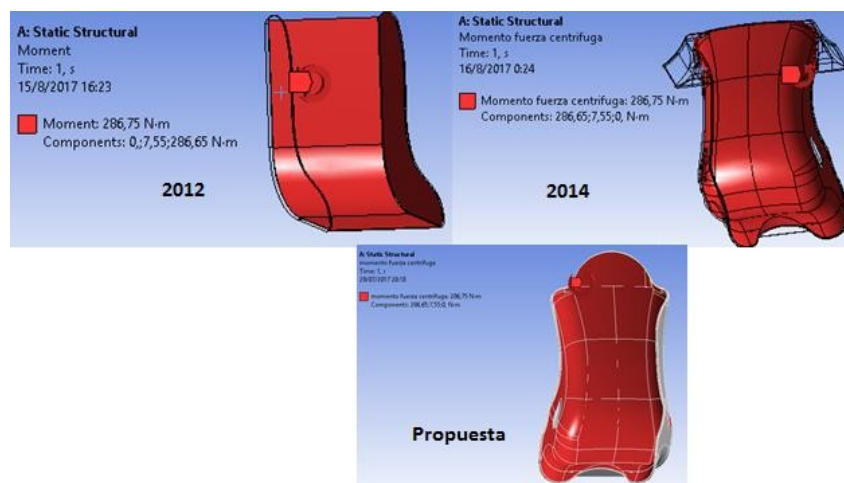 A: Static Structural
Moment
Time: 1, s
15/8/2017 16:23
Moment: 286,75 N·m
Components: 0,;7,55;286,65 N·m
2012
A: Static Structural
Momento fuerza centrifuga
Time: 1, s
16/8/2017 0:24
Momento fuerza centrifuga: 286,75 N·m
Components: 286,65;7,55;0, N·m
2014
A: Static Structural
momento fuerza centrifuga
Time: 1, s
momento fuerza centrifuga: 286,75 N·m
Components: 286,65;7,55;0, N·m
Propuesta